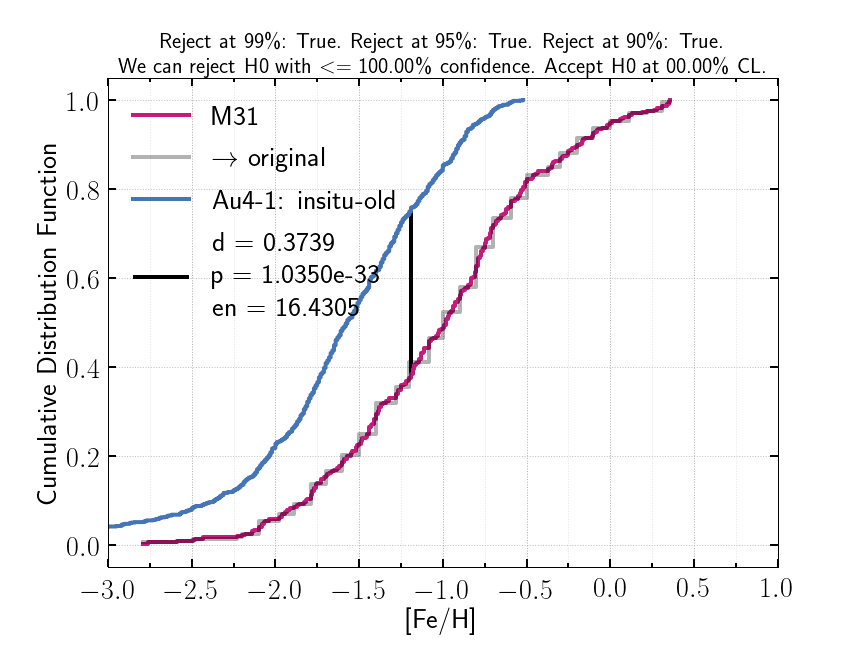 Reject at 99%: True. Reject at 95%: True. Reject at 90%: True.
We can reject H0 with <= 100.00% confidence. Accept H0 at 00.00% CL.
Cumulative Distribution Function
1.0
0.8
0.6
0.4
0.2
0.0
M31
→ original
Au4-1: insitu-old
d = 0.3739
p = 1.0350e-33
en = 16.4305
−3.0 −2.5 −2.0 −1.5 −1.0 −0.5 0.0 0.5 1.0
[Fe/H]